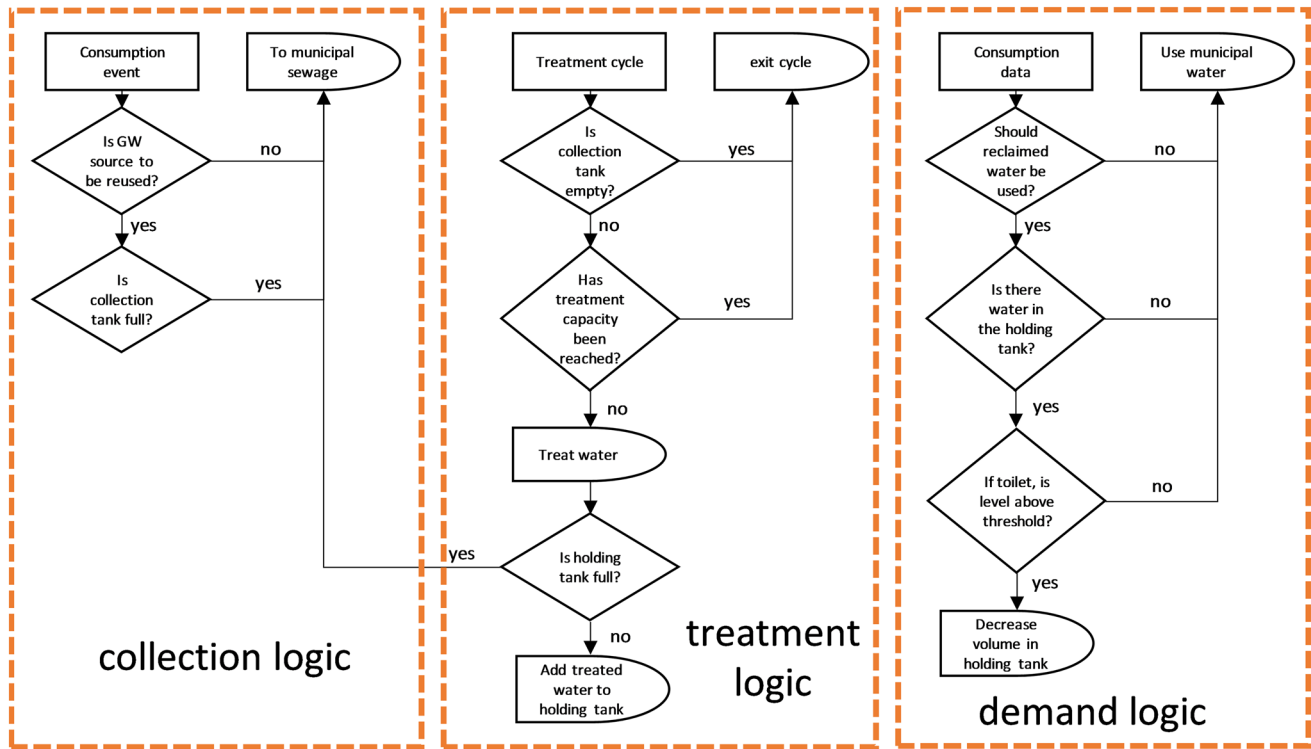 Consumption
event
To municipal
sewage
Is GW
source to
be reused?
no
yes
Is
collection
tank full?
yes
collection logic
Treatment cycle
exit cycle
Is
collection
tank
empty?
yes
no
Has
treatment
capacity
been
reached?
yes
no
Treat water
Is holding
tank full?
yes
no
Add treated
water to
holding tank
treatment
logic
Consumption
data
Use municipal
water
Should
reclaimed
water be
used?
no
yes
Is there
water in
the holding
tank?
no
yes
If toilet, is
level above
threshold?
no
yes
Decrease
volume in
holding tank
demand logic